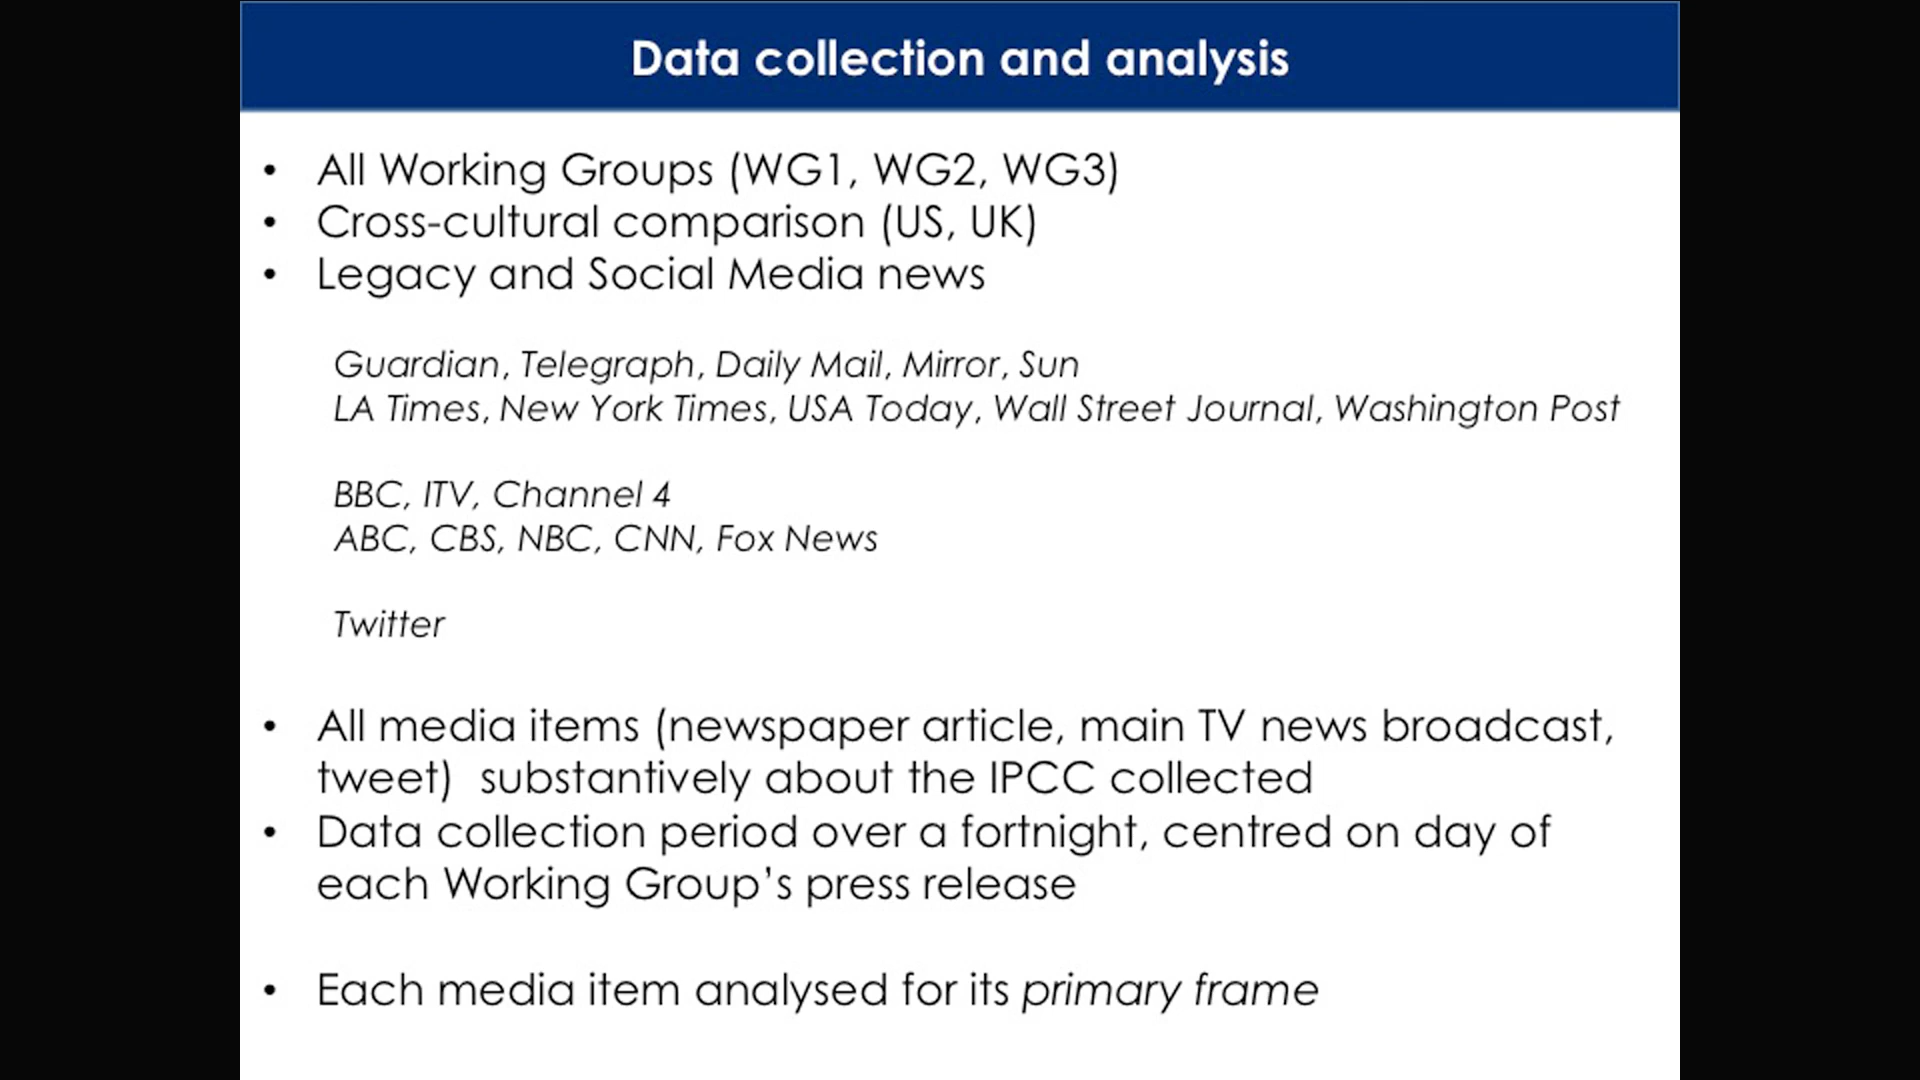 Data collection and analysis
• All Working Groups (WG1, WG2, WG3)
• Cross-cultural comparison (US, UK)
• Legacy and Social Media news
Guardian, Telegraph, Daily Mail, Mirror, Sun
LA Times, New York Times, USA Today, Wall Street Journal, Washington Post
BBC, ITV, Channel 4
ABC, CBS, NBC, CNN, Fox News
Twitter
• All media items (newspaper article, main TV news broadcast,
tweet)  substantively about the IPCC collected
• Data collection period over a fortnight, centred on day of
each Working Group’s press release
• Each media item analysed for its primary frame